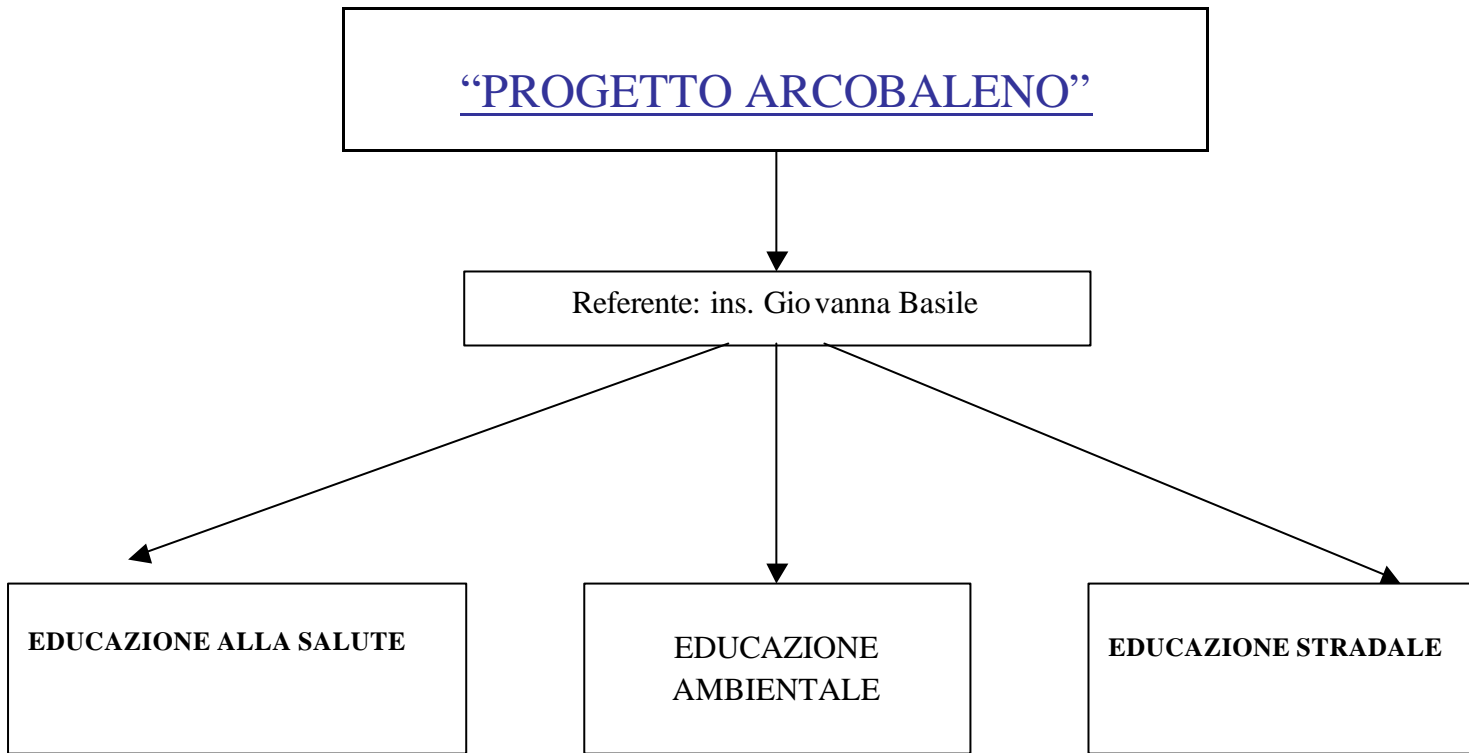 “PROGETTO ARCOBALENO”
Referente: ins. Giovanna Basile
EDUCAZIONE ALLA SALUTE
EDUCAZIONE
AMBIENTALE
EDUCAZIONE STRADALE